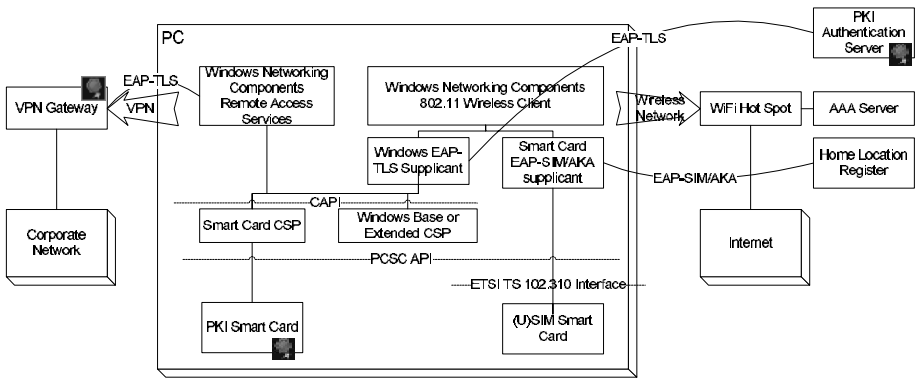 PC
EAP-TLS
PKI
Authentication
Server
EAP-TLS
Windows Networking
Components
Remote Access
Services
Windows Networking Components
802.11 Wireless Client
VPN Gateway
VPN
Wireless
Network
WiFi Hot Spot
AAA Server
Windows EAP-
TLS Supplicant
Smart Card
EAP-SIM/AKA
supplicant
EAP-SIM/AKA
Home Location
Register
CAPI
Smart Card CSP
Windows Base or
Extended CSP
Corporate
Network
Internet
PCSC API
ETSI TS 102.310 Interface
PKI Smart Card
(U)SIM Smart
Card